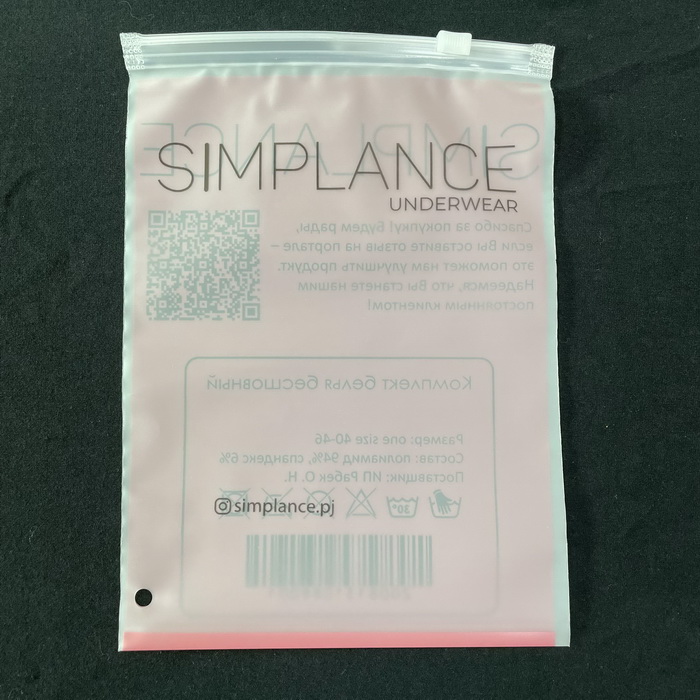 SIMPLANCE
SIMPLANCE
UNDERWEAR
Спасибо за покупку! Будем рады,
если Вы оставите отзыв на портале –
это поможет нам улучшить продукт.
Надеемся, что Вы станете нашим
постоянным клиентом!
Комплект белья бесшовный
Размер: one size 40-46
Состав: полиамид 94%, спандекс 6%
Поставщик: ИП Рабек О. Н.
30°
simplance.pj